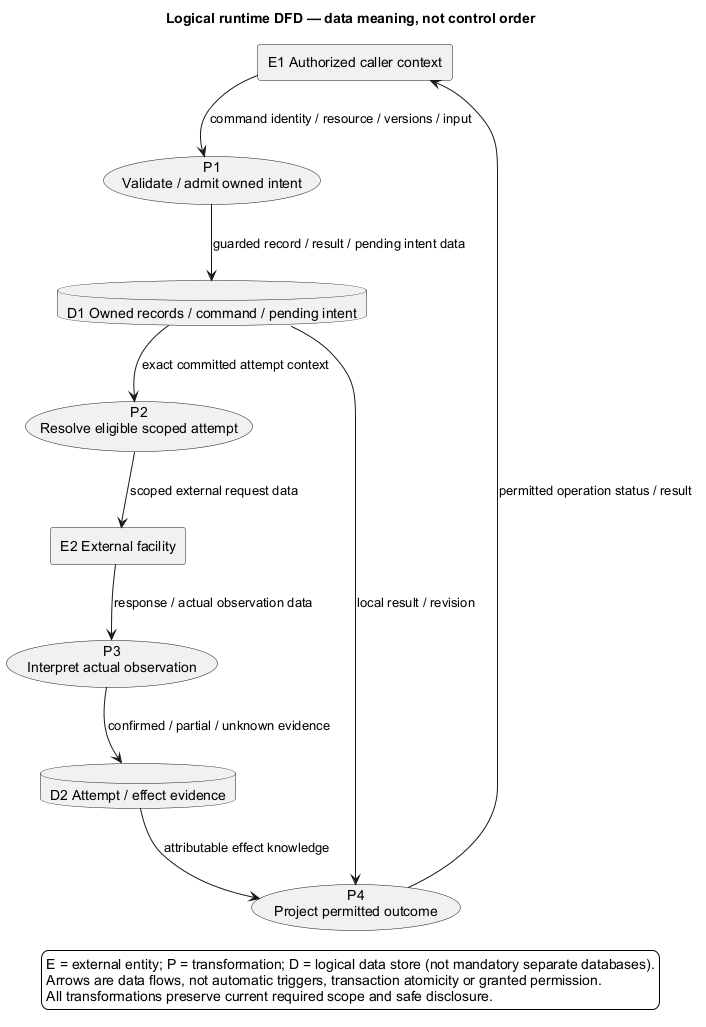 Logical runtime DFD — data meaning, not control order
E1 Authorized caller context
command identity / resource / versions / input
P1
Validate / admit owned intent
guarded record / result / pending intent data
D1 Owned records / command / pending intent
exact committed attempt context
P2
Resolve eligible scoped attempt
scoped external request data
permitted operation status / result
E2 External facility
response / actual observation data
local result / revision
P3
Interpret actual observation
confirmed / partial / unknown evidence
D2 Attempt / effect evidence
attributable effect knowledge
P4
Project permitted outcome
E = external entity; P = transformation; D = logical data store (not mandatory separate databases).
Arrows are data flows, not automatic triggers, transaction atomicity or granted permission.
All transformations preserve current required scope and safe disclosure.